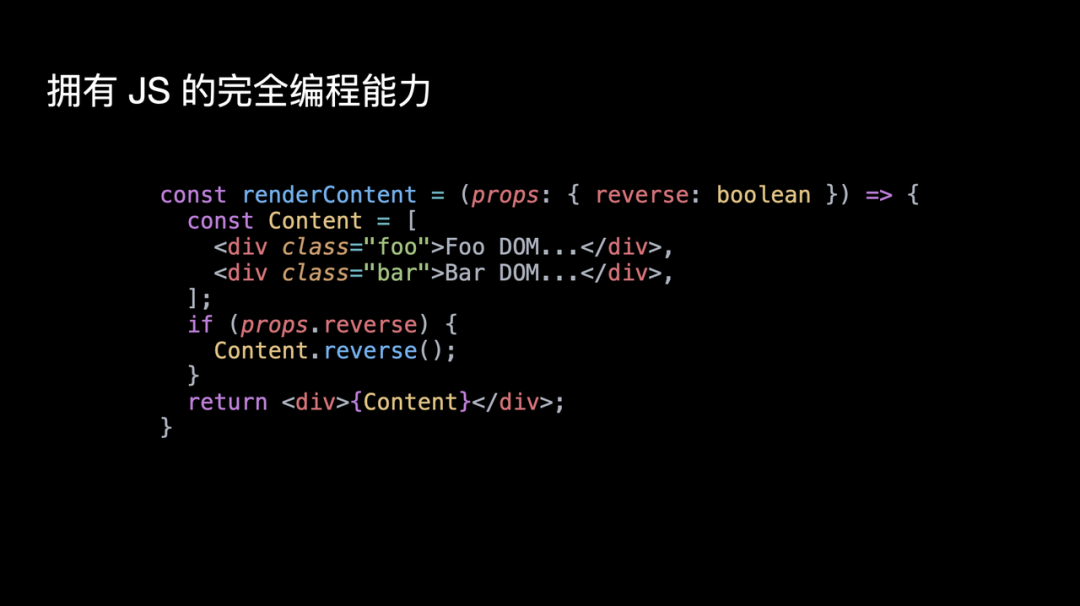 拥有 JS 的完全编程能力
const renderContent = (props: { reverse: boolean }) => {
  const Content = [
    <div class="foo">Foo DOM...</div>,
    <div class="bar">Bar DOM...</div>,
  ];
  if (props.reverse) {
    Content.reverse();
  }
  return <div>{Content}</div>;
}